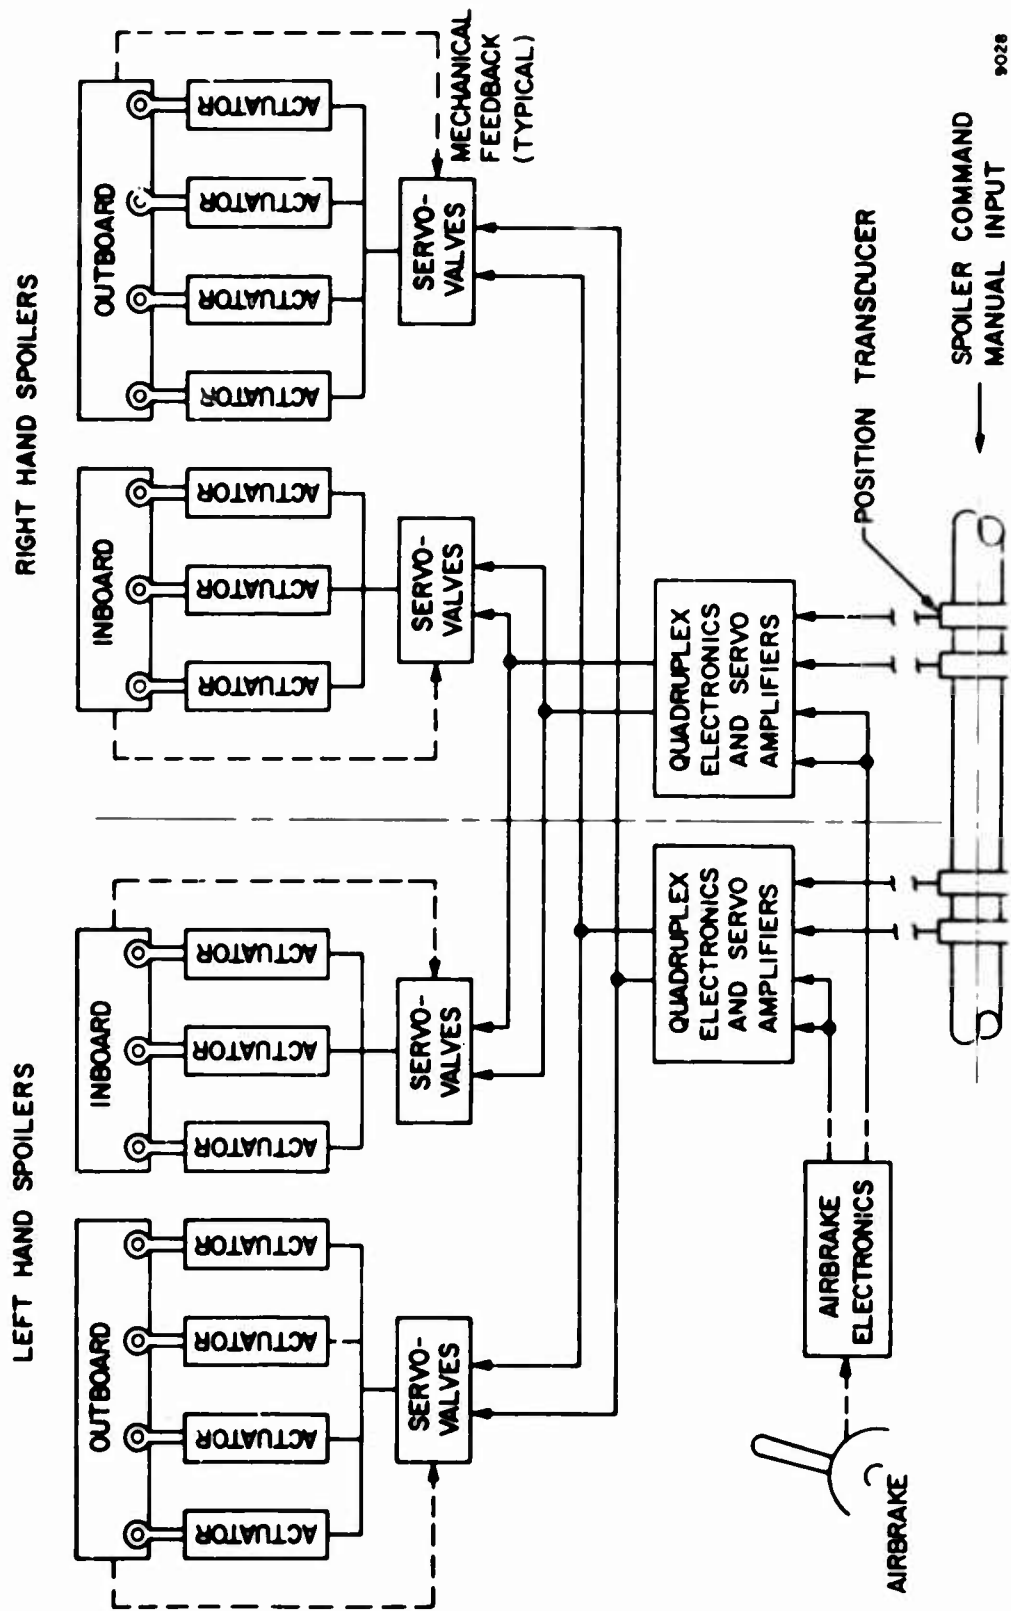 LEFT HAND SPOILERS
RIGHT HAND SPOILERS
OUTBOARD
INBOARD
INBOARD
OUTBOARD
ACTUATOR
ACTUATOR
ACTUATOR
ACTUATOR
ACTUATOR
ACTUATOR
ACTUATOR
ACTUATOR
ACTUATOR
ACTUATOR
ACTUATOR
ACTUATOR
ACTUATOR
ACTUATOR
SERVO-
VALVES
SERVO-
VALVES
SERVO-
VALVES
SERVO-
VALVES
MECHANICAL
FEEDBACK
(TYPICAL)
QUADRUPLEX
ELECTRONICS
AND SERVO
AMPLIFIERS
QUADRUPLEX
ELECTRONICS
AND SERVO
AMPLIFIERS
AIRBRAKE
ELECTRONICS
AIRBRAKE
POSITION TRANSDUCER
SPOILER COMMAND
MANUAL INPUT
9028